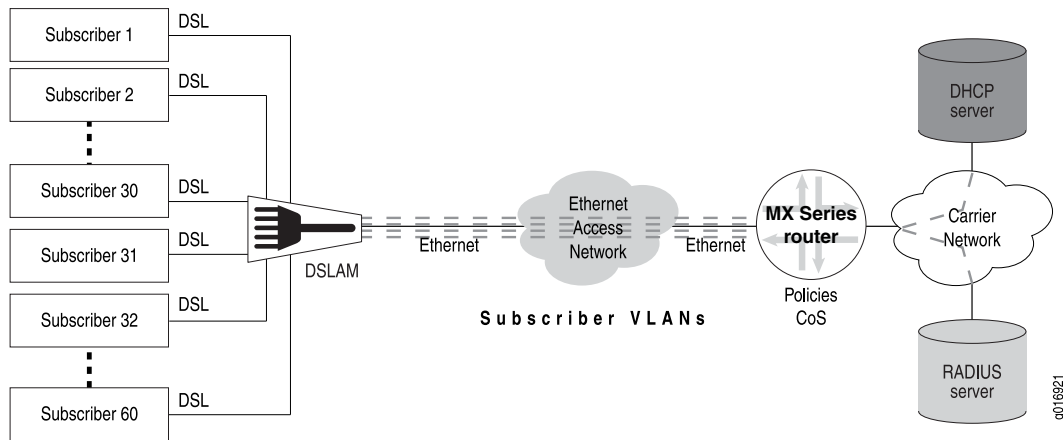 Subscriber 1
DSL
Subscriber 2
DSL
Subscriber 30
DSL
Subscriber 31
DSL
Subscriber 32
DSL
Subscriber 60
DSL
DSLAM
Ethernet
Ethernet
Access
Network
Ethernet
Subscriber VLANs
MX Series
router
Policies
CoS
DHCP
server
Carrier
Network
RADIUS
server
g016921